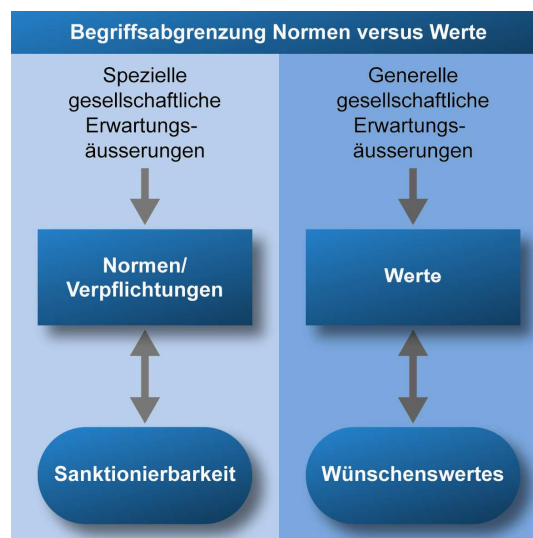 Begriffsabgrenzung Normen versus Werte
Spezielle
gesellschaftliche
Erwartungs-
äusserungen
Normen/
Verpflichtungen
Sanktionierbarkeit
Generelle
gesellschaftliche
Erwartungs-
äusserungen
Werte
Wünschenswertes